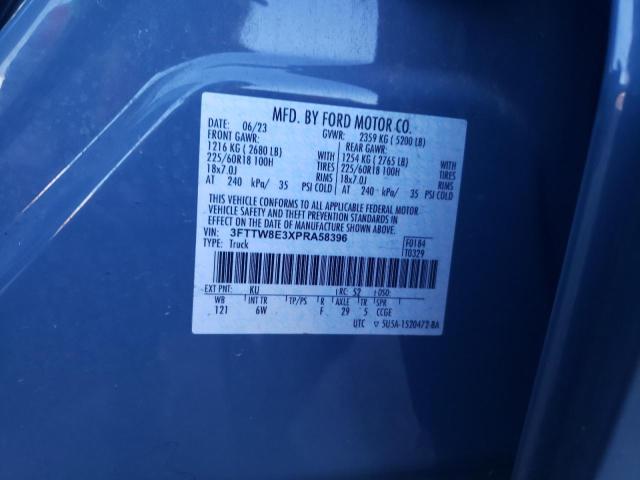 MFD. BY FORD MOTOR CO.
DATE: 06/23 GVWR: 2359 KG ( 5200 LB)
FRONT GAWR: REAR GAWR:
1216 KG ( 2680 LB) WITH 1254 KG ( 2765 LB) WITH
225/60R18 100H TIRES 225/60R18 100H TIRES
18x7.0J RIMS 18x7.0J RIMS
AT 240 kPa/ 35 PSI COLD AT 240 kPa/ 35 PSI COLD
THIS VEHICLE CONFORMS TO ALL APPLICABLE FEDERAL MOTOR
VEHICLE SAFETY AND THEFT PREVENTION STANDARDS IN
EFFECT ON THE DATE OF MANUFACTURE SHOWN ABOVE.
VIN: 3FTTW8E3XPRA58396 F0184
TYPE: Truck T0329
EXT PNT: KU RC: 52 DSO:
WB INT TR TP/PS R AXLE TR SPR
121 6W F 29 5 CCGE
UTC ▽ 5U5A-1520472-BA